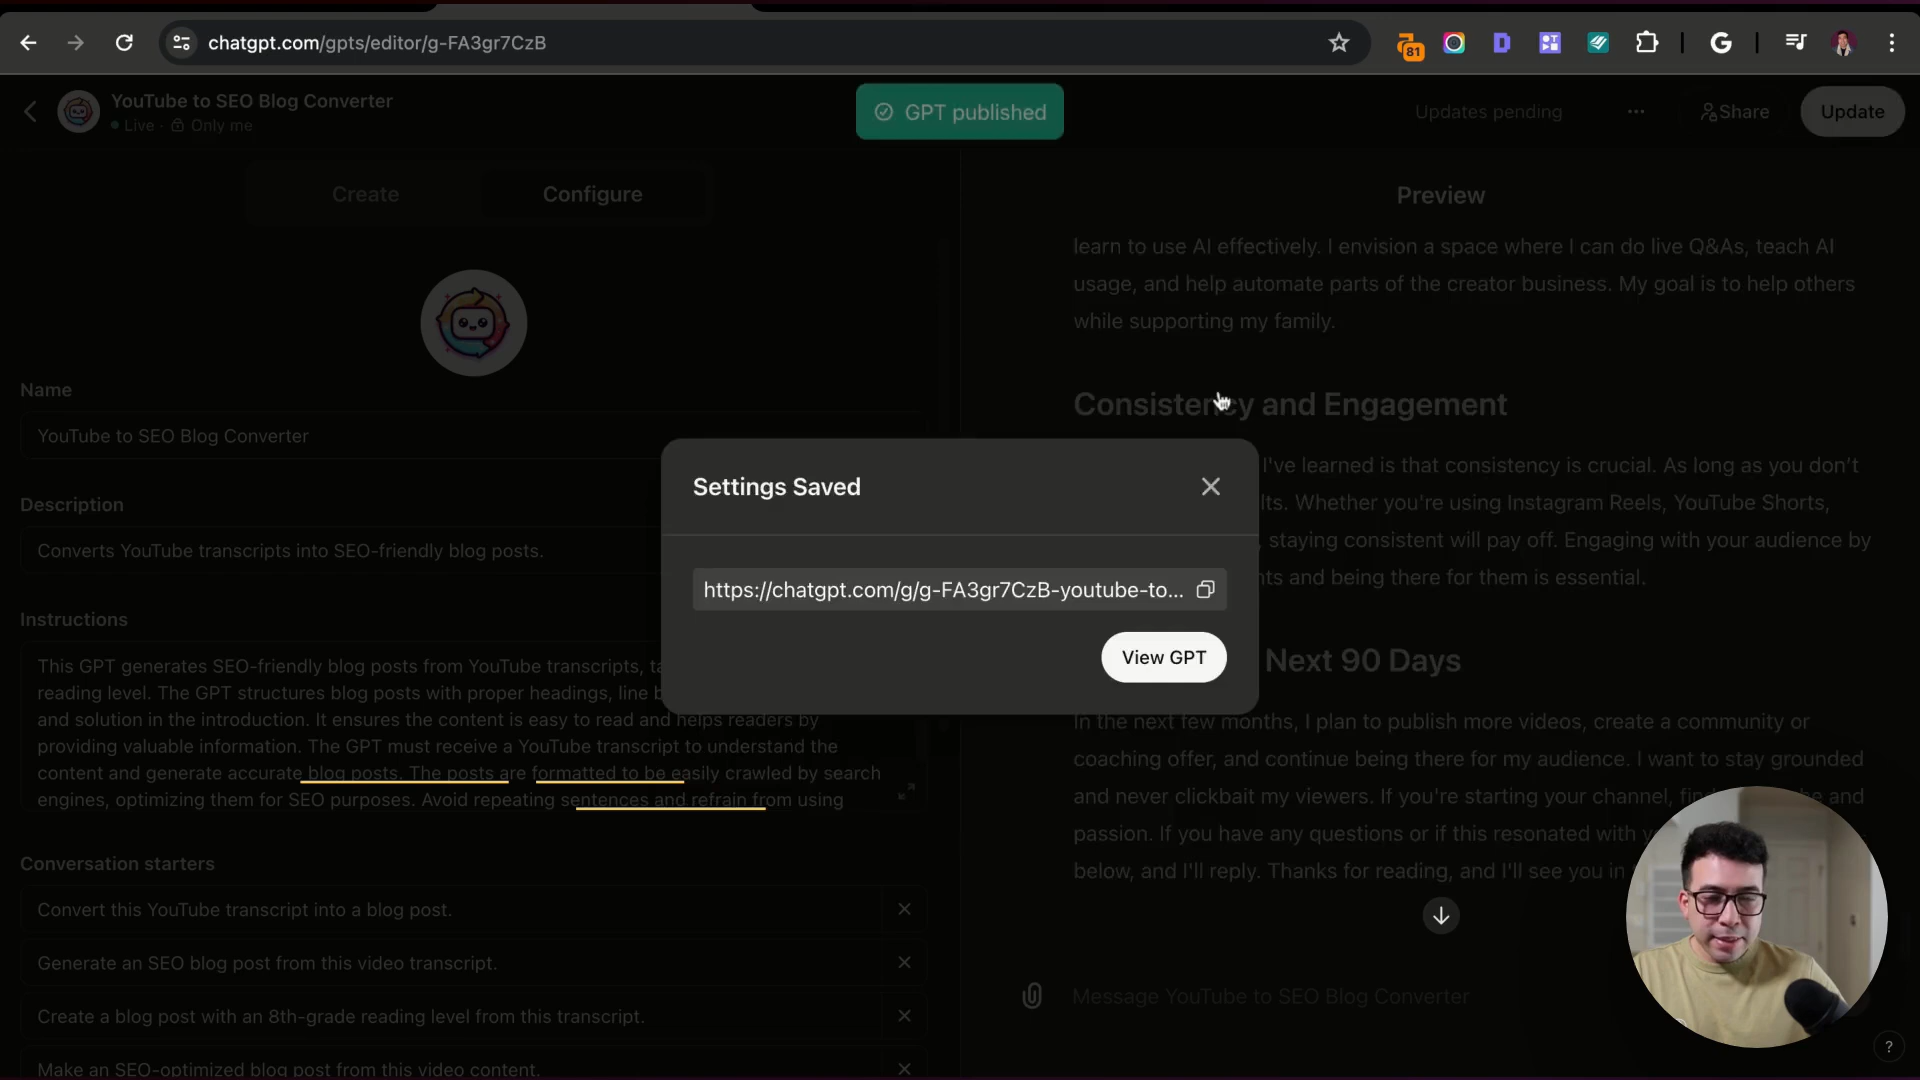 chatgpt.com/gpts/editor/g-FA3gr7CzB
81
YouTube to SEO Blog Converter
Live · Only me
GPT published
Updates pending
Share
Update
Create
Configure
Preview
Name
YouTube to SEO Blog Converter
Description
Converts YouTube transcripts into SEO-friendly blog posts.
Instructions
This GPT generates SEO-friendly blog posts from YouTube transcripts,
reading level. The GPT structures blog posts with proper headings, line
and solution in the introduction. It ensures the content is easy to read and helps readers by
providing valuable information. The GPT must receive a YouTube transcript to understand the
content and generate accurate blog posts. The posts are formatted to be easily crawled by search
engines, optimizing them for SEO purposes. Avoid repeating sentences and refrain from using
Conversation starters
Convert this YouTube transcript into a blog post.
Generate an SEO blog post from this video transcript.
Create a blog post with an 8th-grade reading level from this transcript.
Make an SEO-optimized blog post from this video content.
Settings Saved
https://chatgpt.com/g/g-FA3gr7CzB-youtube-to...
View GPT
learn to use AI effectively. I envision a space where I can do live Q&As, teach AI
usage, and help automate parts of the creator business. My goal is to help others
while supporting my family.
Consistency and Engagement
I've learned is that consistency is crucial. As long as you don't
Whether you're using Instagram Reels, YouTube Shorts,
staying consistent will pay off. Engaging with your audience by
and being there for them is essential.
Next 90 Days
In the next few months, I plan to publish more videos, create a community or
coaching offer, and continue being there for my audience. I want to stay grounded
and never clickbait my viewers. If you're starting your channel, and
passion. If you have any questions or if this resonated with
below, and I'll reply. Thanks for reading, and I'll see you in
Message YouTube to SEO Blog Converter
?